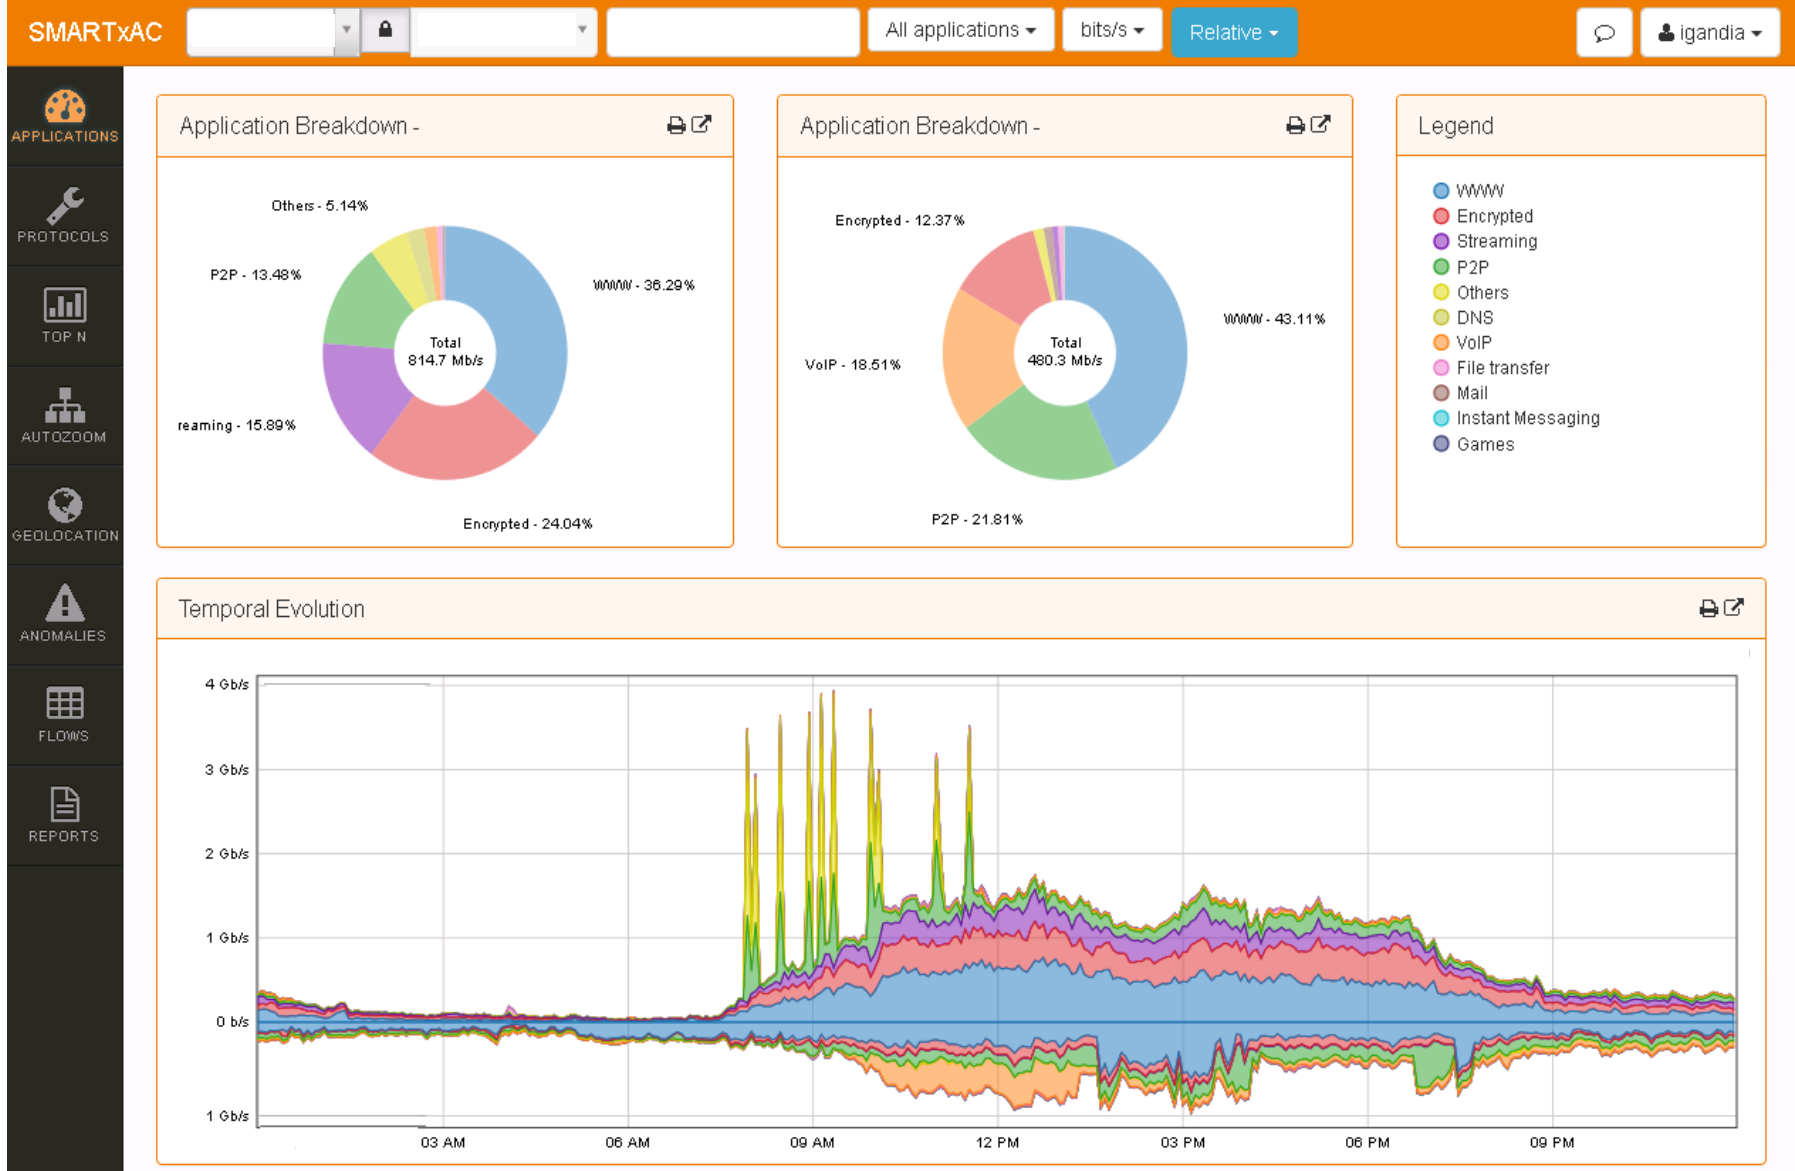 SMARTxAC
All applications
bits/s
Relative
igandia
APPLICATIONS
PROTOCOLS
TOP N
AUTOZOOM
GEOLOCATION
ANOMALIES
FLOWS
REPORTS
Application Breakdown -
Others - 5.14%
P2P - 13.48%
WWW - 36.29%
Total
814.7 Mb/s
reaming - 15.89%
Encrypted - 24.04%
Application Breakdown -
Encrypted - 12.37%
WWW - 43.11%
Total
480.3 Mb/s
VoIP - 18.51%
P2P - 21.81%
Legend
WWW
Encrypted
Streaming
P2P
Others
DNS
VoIP
File transfer
Mail
Instant Messaging
Games
Temporal Evolution
4 Gb/s
3 Gb/s
2 Gb/s
1 Gb/s
0 b/s
1 Gb/s
03 AM
06 AM
09 AM
12 PM
03 PM
06 PM
09 PM